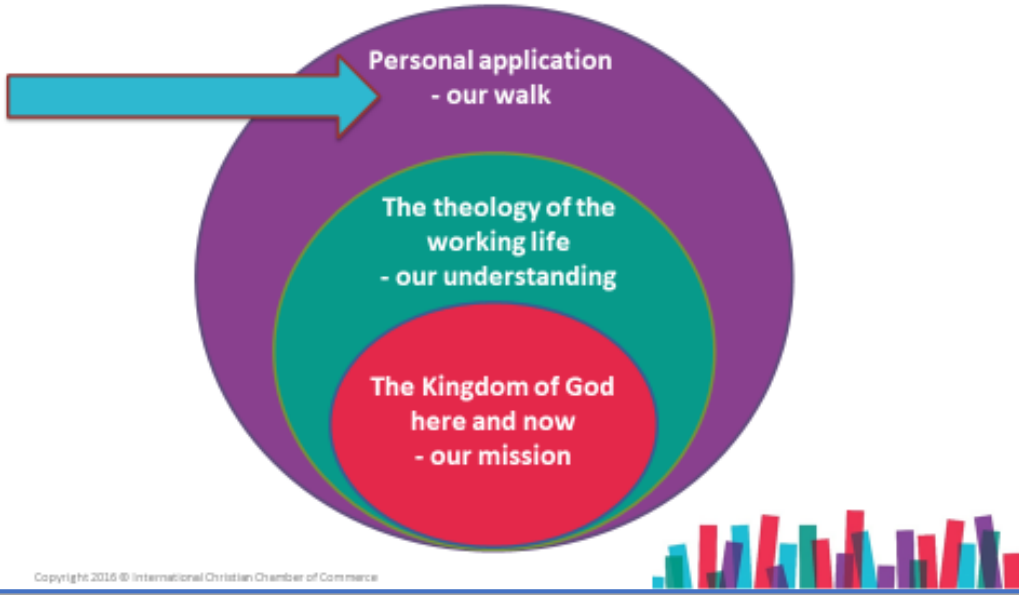 Personal application
- our walk
The theology of the
working life
- our understanding
The Kingdom of God
here and now
- our mission
Copyright 2016 © International Christian Chamber of Commerce